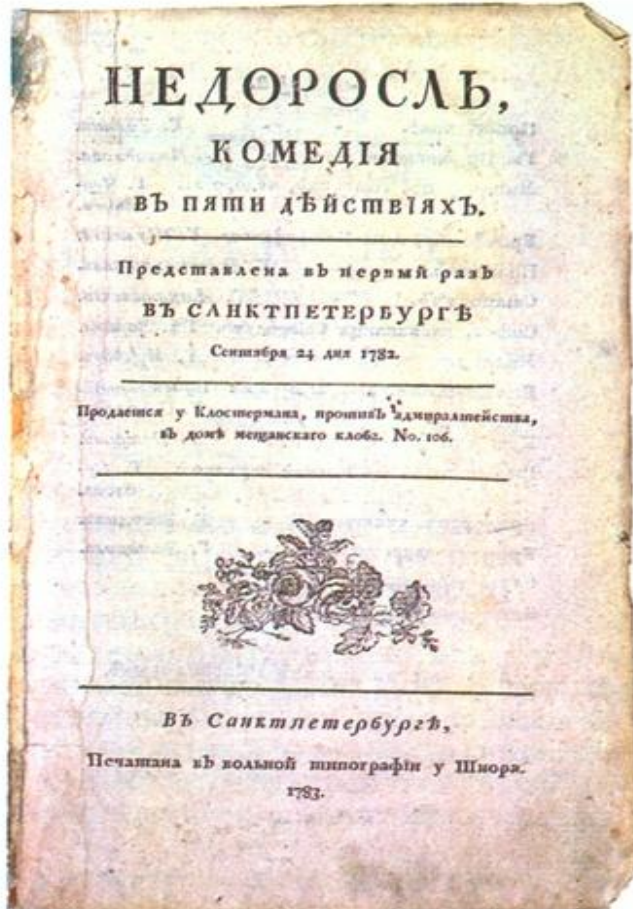 НЕДОРОСЛЬ,
КОМЕДІЯ
ВЪ ПЯТИ ДѢЙСТВІЯХЪ.
Представлена въ первый разъ
ВЪ САНКТПЕТЕРБУРГѢ
Сентября 24 дня 1782.
Продается у Клостермана, противъ Адмиралтейства,
въ домѣ мещанскаго клоба. No. 106.
Въ Санктпетербургѣ,
Печатана въ вольной типографіи у Шнора.
1783.